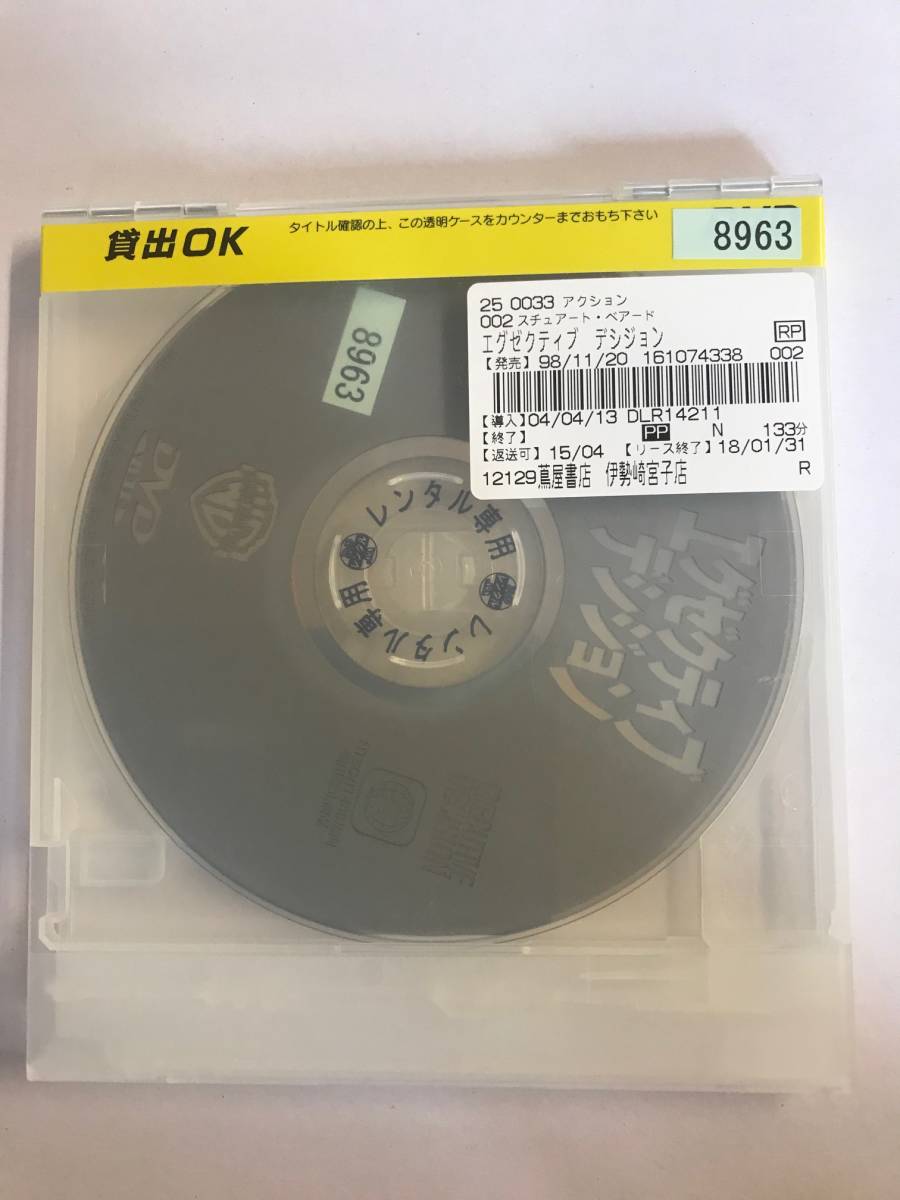 貸出OK
タイトル確認の上、この透明ケースをカウンターまでおもち下さい
8963
25 0033 アクション
002 スチュアート・ベアード
エグゼクティブ デシジョン
RP
【発売】98/11/20 161074338 002
【導入】04/04/13 DLR14211
【終了】 PP N 133分
【返送可】15/04 【リース終了】18/01/31
12129蔦屋書店 伊勢崎宮子店 R
8963
DVD
VIDEO
WB
レンタル専用
レンタル専用
エグゼクティブ
デシジョン
EXECUTIVE
DECISION